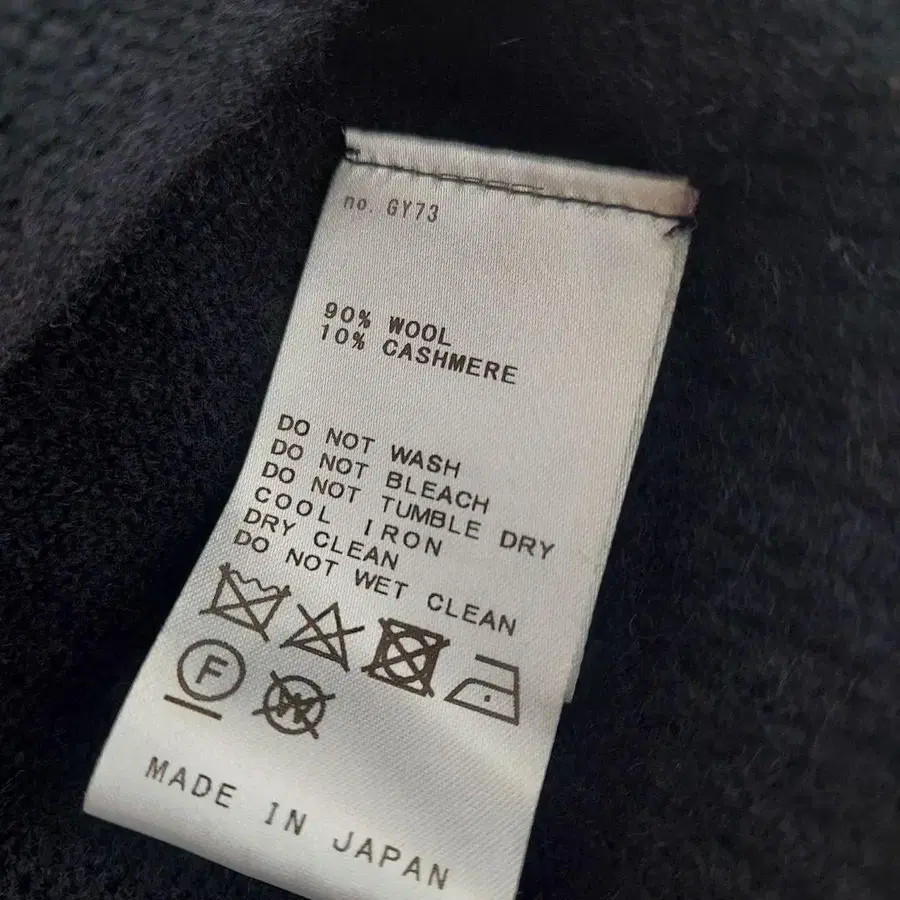 no. GY73
90% WOOL
10% CASHMERE
DO NOT WASH
DO NOT BLEACH
DO NOT TUMBLE DRY
COOL IRON
DRY CLEAN
DO NOT WET CLEAN
F
W
MADE IN JAPAN